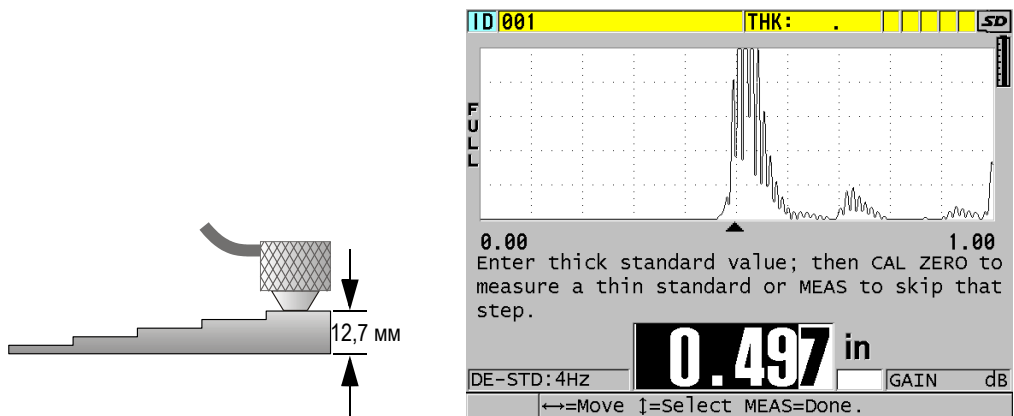 12,7 мм
ID 001 THK: . SD
FULL
0.00 1.00
Enter thick standard value; then CAL ZERO to
measure a thin standard or MEAS to skip that
step.
0.497 in
DE-STD:4Hz GAIN dB
↔=Move ↕=Select MEAS=Done.